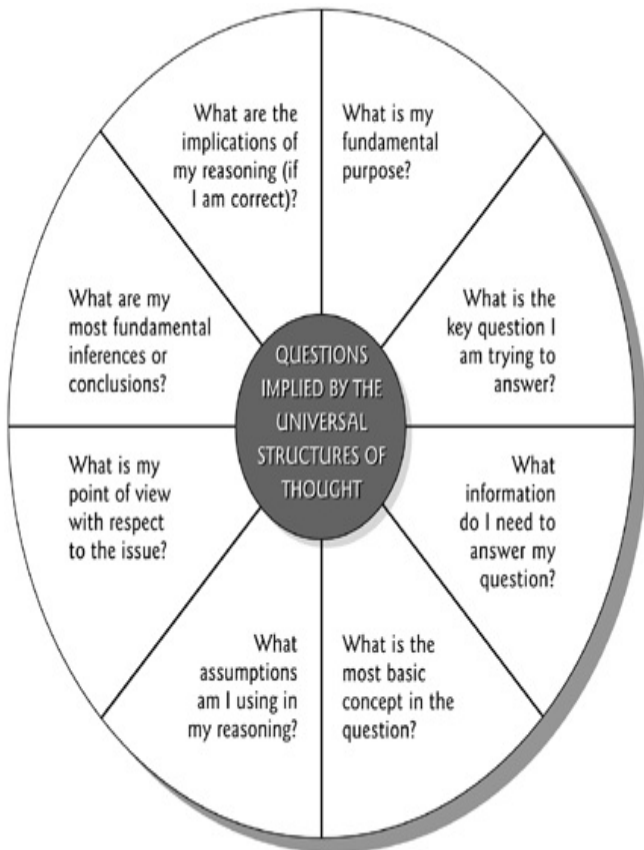 What are the
implications of
my reasoning (if
I am correct)?
What is my
fundamental
purpose?
What is the
key question I
am trying to
answer?
What
information
do I need to
answer my
question?
What is the
most basic
concept in the
question?
What
assumptions
am I using in
my reasoning?
What is my
point of view
with respect
to the issue?
What are my
most fundamental
inferences or
conclusions?
QUESTIONS
IMPLIED BY THE
UNIVERSAL
STRUCTURES OF
THOUGHT